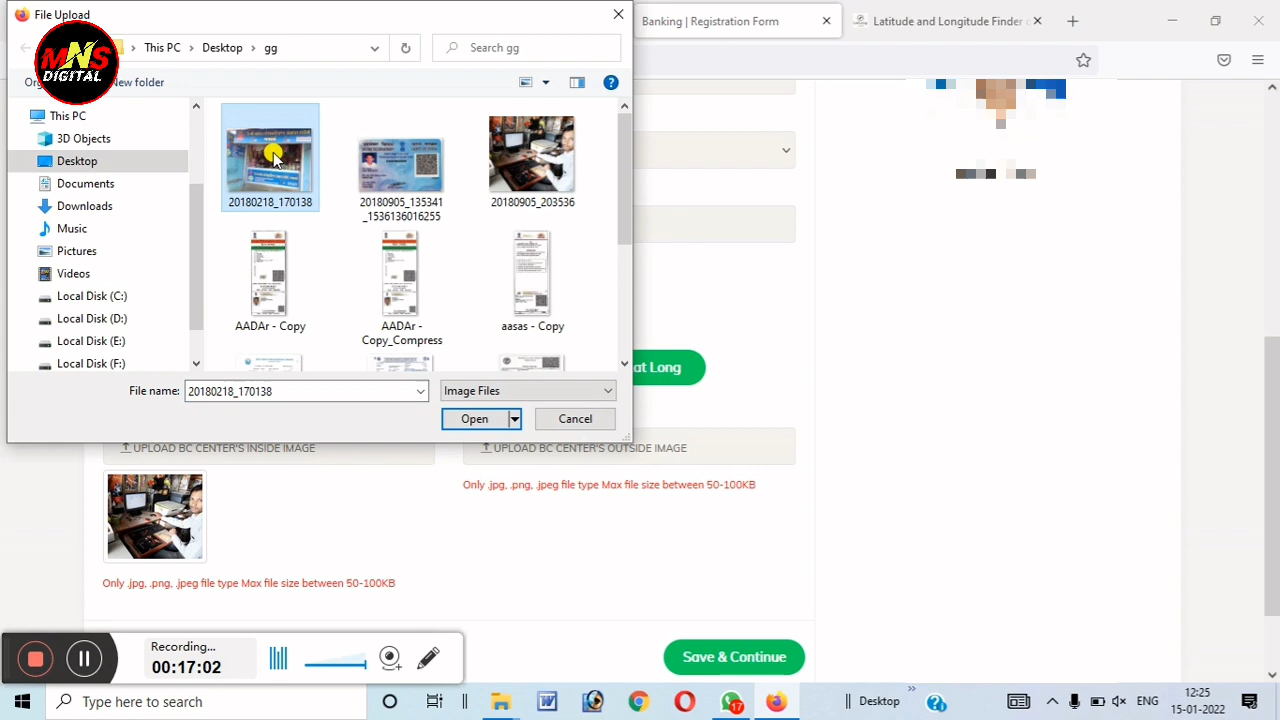 File Upload
Banking | Registration Form
Latitude and Longitude Finder
MNS
DIGITAL
This PC
Desktop
gg
Search gg
New folder
This PC
3D Objects
Desktop
Documents
Downloads
Music
Pictures
Videos
Local Disk (C:)
Local Disk (D:)
Local Disk (E:)
Local Disk (F:)
20180218_170138
20180905_135341
_1536136016255
20180905_203536
AADAr - Copy
AADAr -
Copy_Compress
aasas - Copy
File name:
20180218_170138
Image Files
Open
Cancel
at Long
UPLOAD BC CENTER'S INSIDE IMAGE
UPLOAD BC CENTER'S OUTSIDE IMAGE
Only .jpg, .png, .jpeg file type Max file size between 50-100KB
Only .jpg, .png, .jpeg file type Max file size between 50-100KB
Recording...
00:17:02
Save & Continue
Type here to search
17
Desktop
ENG
12:25
15-01-2022